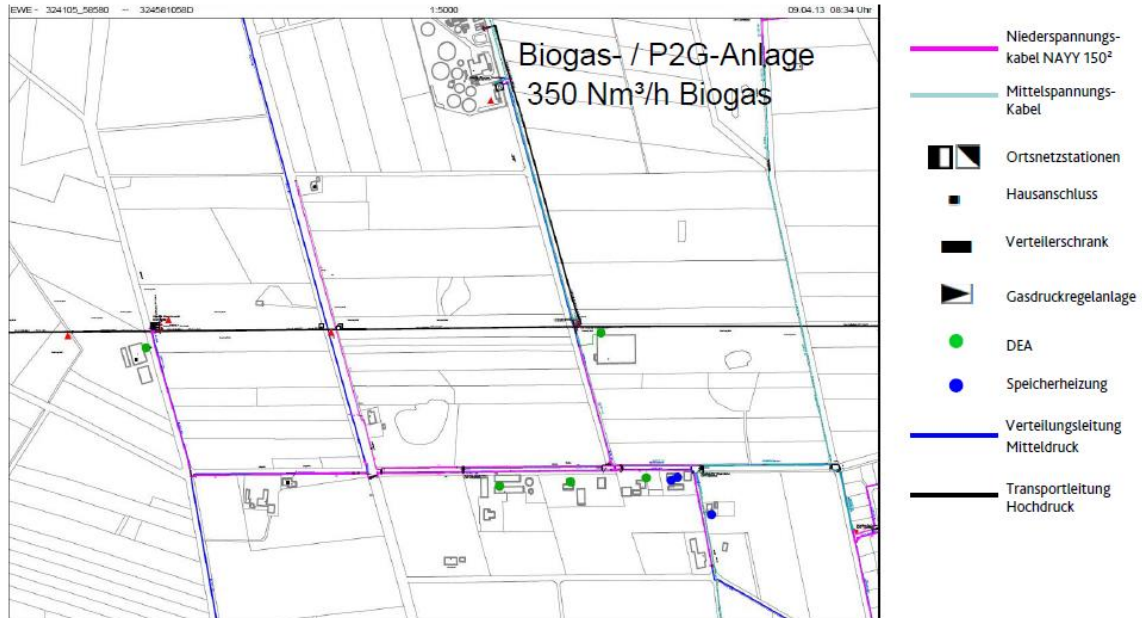 EWE - 324105_58580 -- 324581058D
1:5000
09.04.13 08:34 Uhr
Biogas- / P2G-Anlage
350 Nm³/h Biogas
Niederspannungs-
kabel NAYY 150²
Mittelspannungs-
Kabel
Ortsnetzstationen
Hausanschluss
Verteilerschrank
Gasdruckregelanlage
DEA
Speicherheizung
Verteilungsleitung
Mitteldruck
Transportleitung
Hochdruck